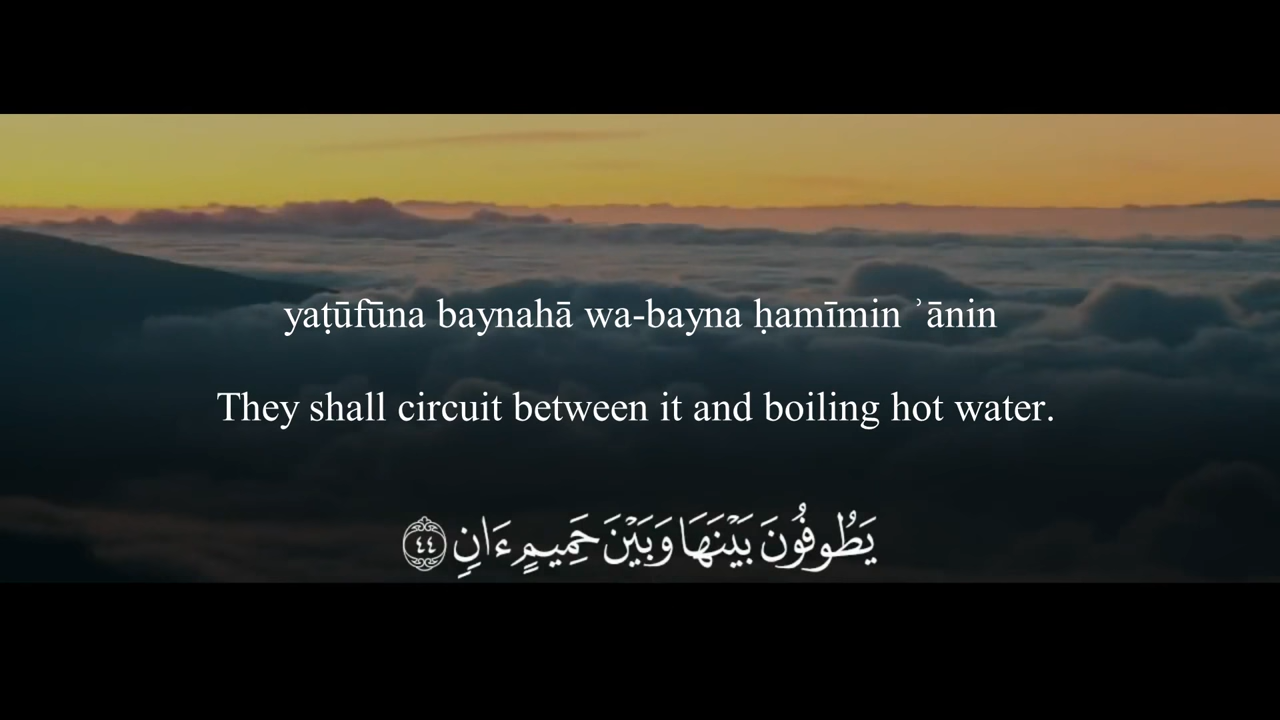 yaṭūfūna baynahā wa-bayna ḥamīmin ʾānin
They shall circuit between it and boiling hot water.
يَطُوفُونَ بَيْنَهَا وَبَيْنَ حَمِيمٍ ءَانٍ ٤٤